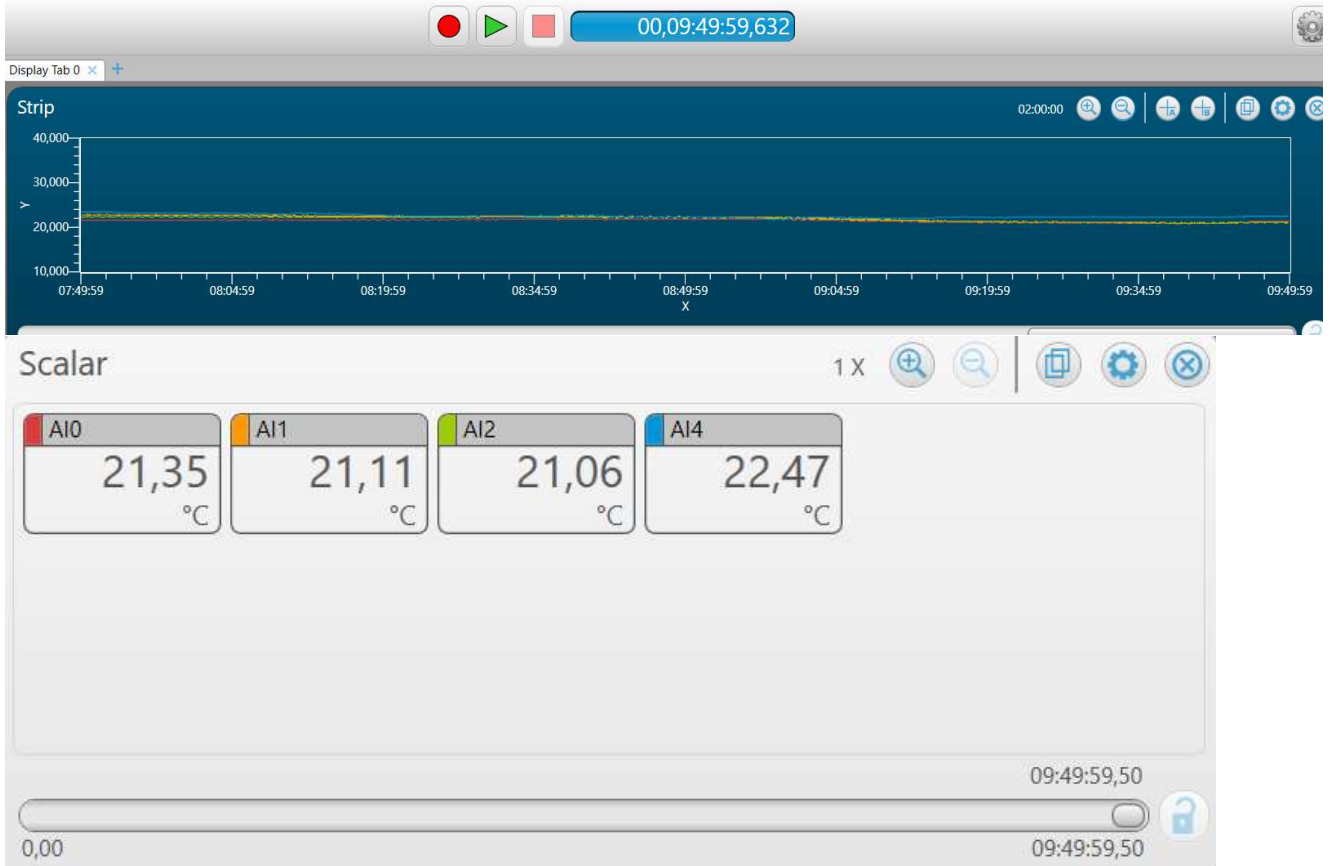 00,09:49:59,632
Display Tab 0
Strip 02:00:00 A B
40,000
30,000
Y
20,000
10,000
07:49:59 08:04:59 08:19:59 08:34:59 08:49:59 09:04:59 09:19:59 09:34:59 09:49:59
X
Scalar 1 X
AI0 AI1 AI2 AI4
21,35 21,11 21,06 22,47
°C °C °C °C
09:49:59,50
0,00 09:49:59,50